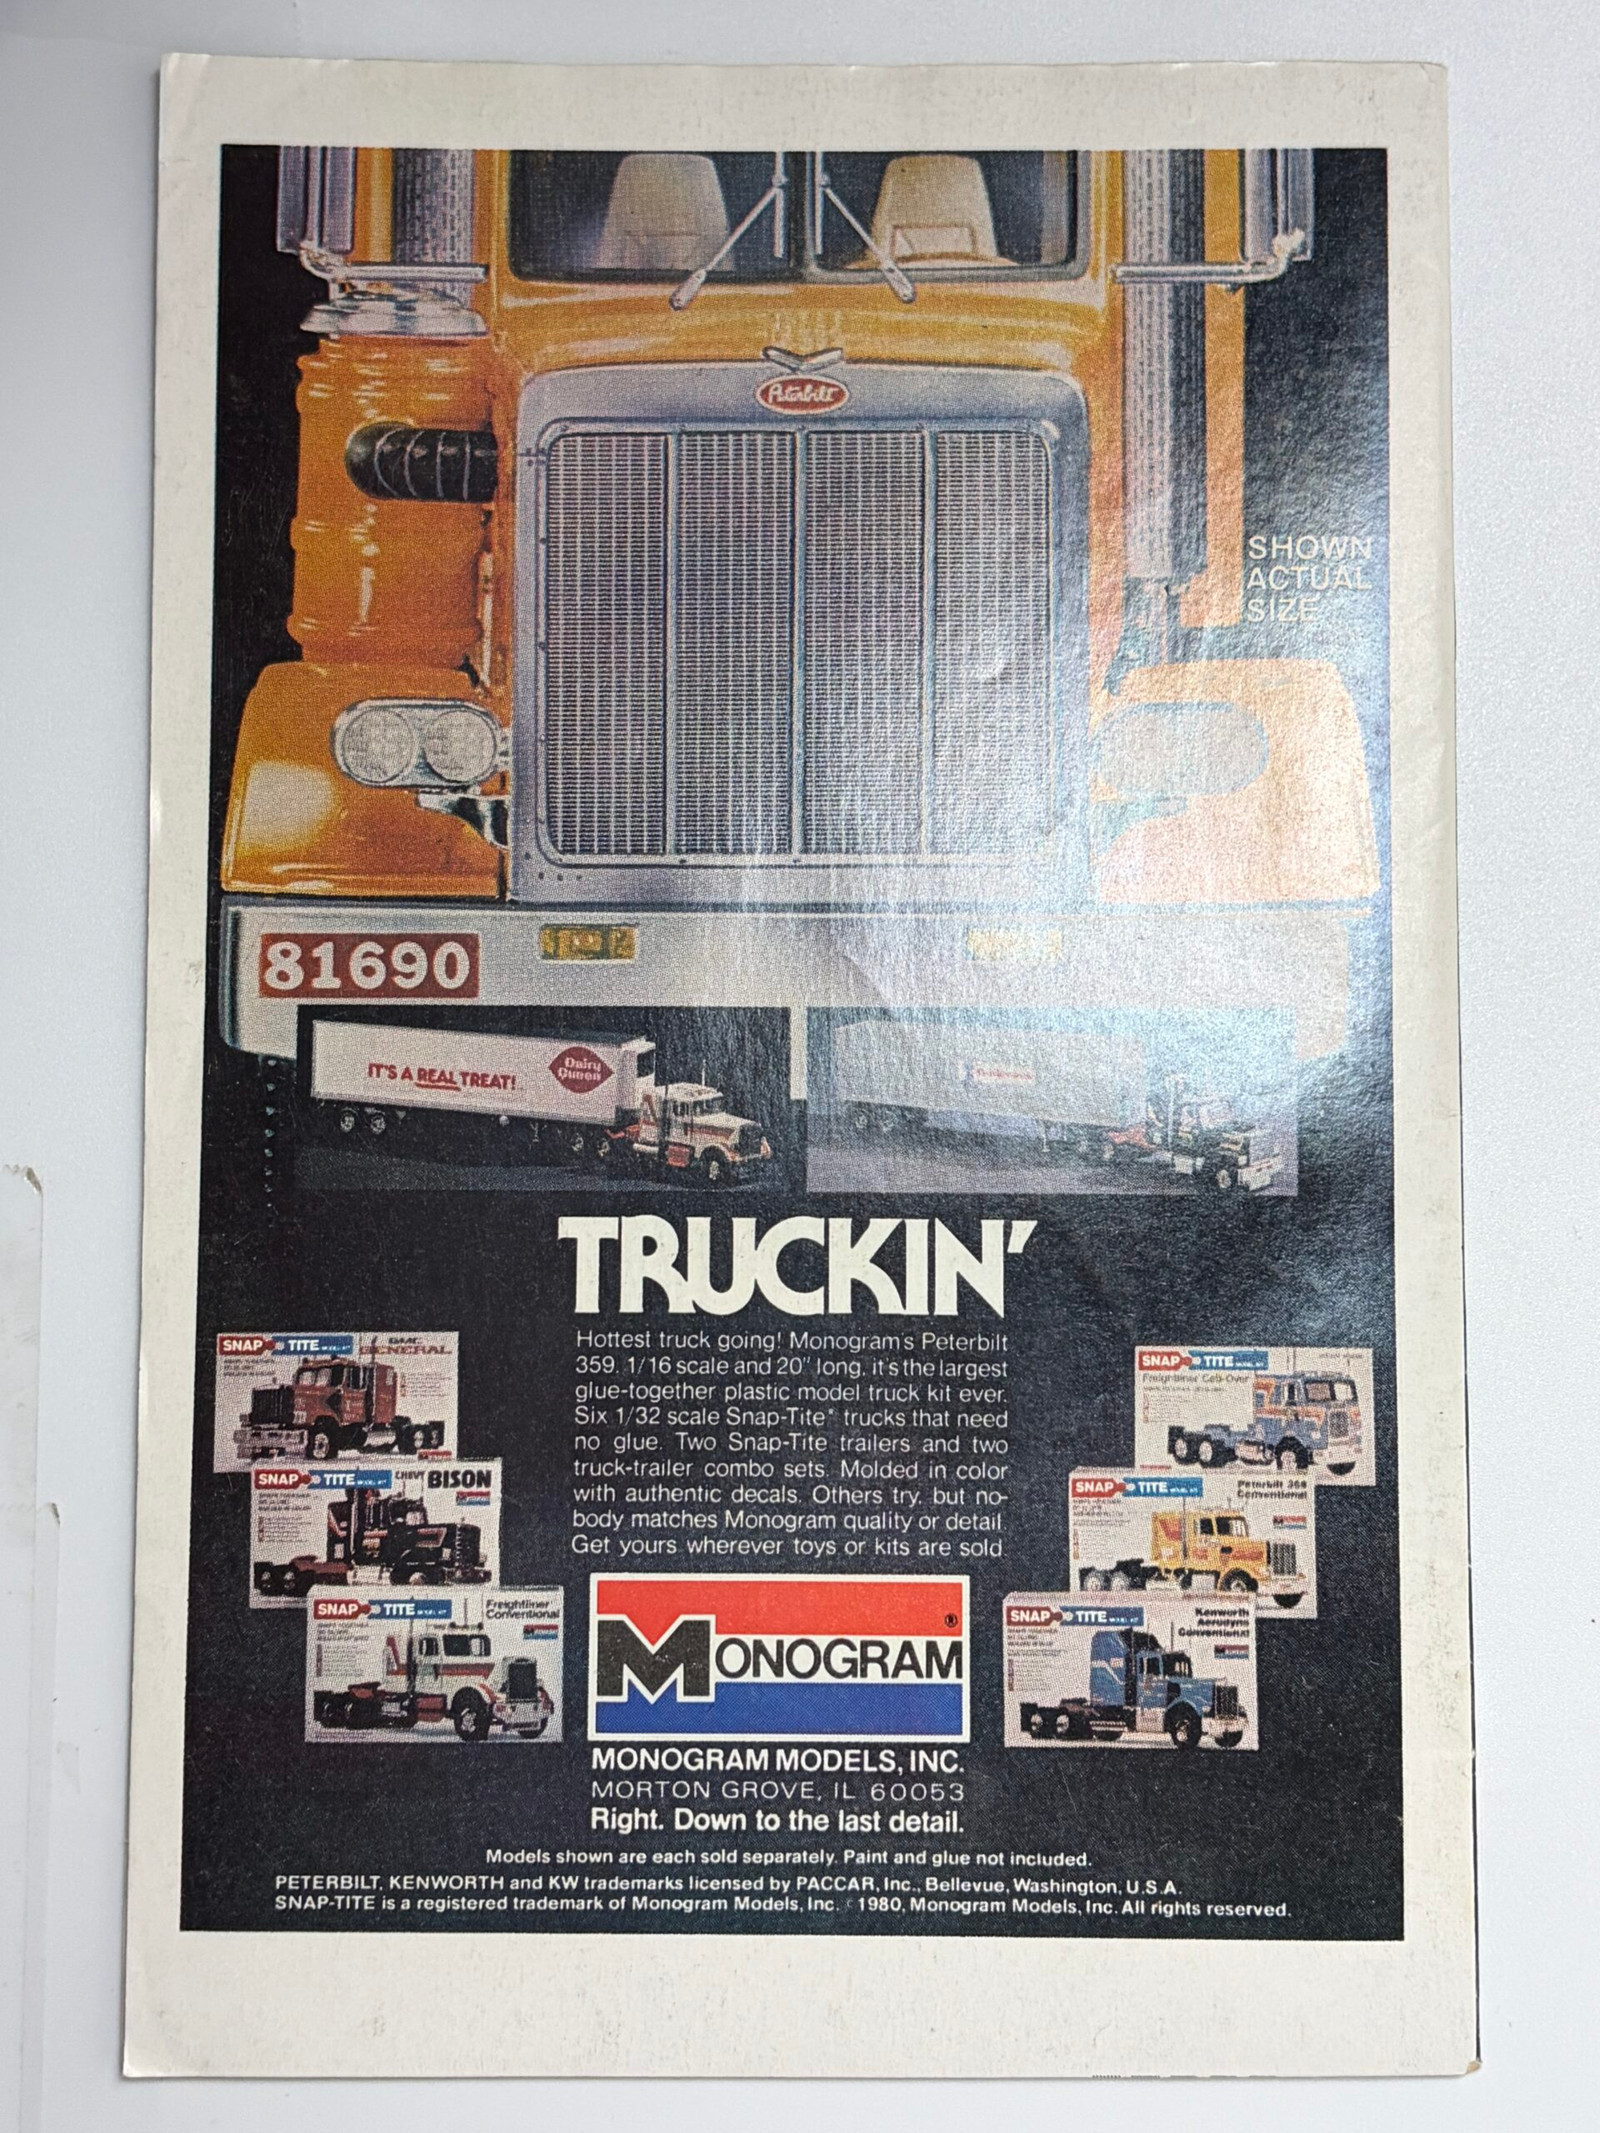 Peterbilt
SHOWN
ACTUAL
SIZE
81690
IT'S A REAL TREAT!
Dairy
Queen
TRUCKIN'
Hottest truck going! Monogram's Peterbilt
359. 1/16 scale and 20" long, it's the largest
glue-together plastic model truck kit ever.
Six 1/32 scale Snap-Tite® trucks that need
no glue. Two Snap-Tite trailers and two
truck-trailer combo sets. Molded in color
with authentic decals. Others try, but no-
body matches Monogram quality or detail.
Get yours wherever toys or kits are sold.
SNAP TITE
GMC
GENERAL
SNAP TITE
CHEVY BISON
SNAP TITE
Freightliner
Conventional
SNAP TITE
Freightliner Cab-Over
SNAP TITE
Peterbilt 359
Conventional
SNAP TITE
Kenworth
Aerodyne
Conventional
MONOGRAM®
MONOGRAM MODELS, INC.
MORTON GROVE, IL 60053
Right. Down to the last detail.
Models shown are each sold separately. Paint and glue not included.
PETERBILT, KENWORTH and KW trademarks licensed by PACCAR, Inc., Bellevue, Washington, U.S.A.
SNAP-TITE is a registered trademark of Monogram Models, Inc. ©1980, Monogram Models, Inc. All rights reserved.